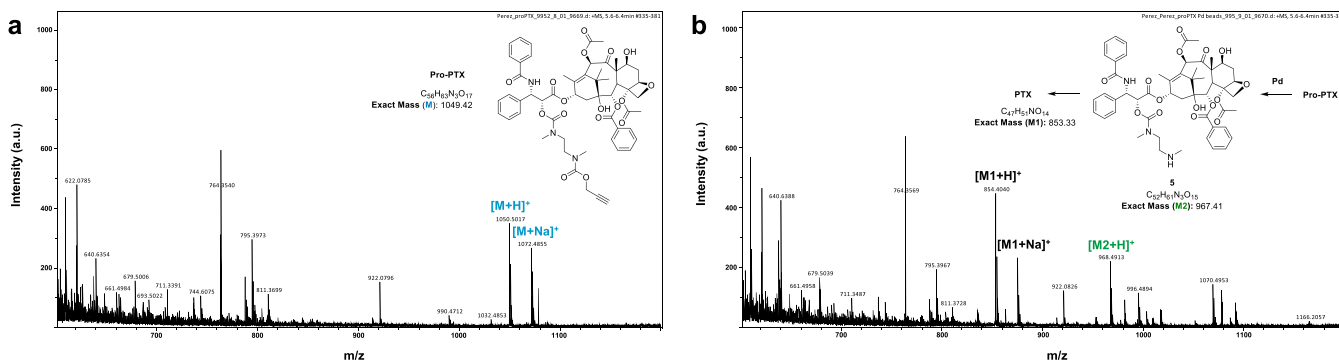 a
Perez_proPTX_9952_8_01_9669.d: +MS, 5.6-6.4min #335-381
1000
800
600
400
200
Intensity (a.u.)
Pro-PTX
C56H63N3O17
Exact Mass (M): 1049.42
622.0785
640.6354
661.4984
679.5006
693.5022
711.3391
744.6075
764.3540
795.3973
811.3699
922.0796
990.4712
1032.4853
[M+H]+
1050.5017
[M+Na]+
1072.4855
700
800
900
1000
1100
m/z
b
Perez_Perez_proPTX Pd beads_995_9_01_9670.d: +MS, 5.6-6.4min #335-3
1000
800
600
400
200
Intensity (a.u.)
PTX
C47H51NO14
Exact Mass (M1): 853.33
Pd
Pro-PTX
5
C52H61N3O15
Exact Mass (M2): 967.41
640.6388
661.4958
679.5039
711.3487
764.3569
795.3967
811.3728
[M1+H]+
854.4040
[M1+Na]+
922.0826
[M2+H]+
968.4913
996.4894
1070.4953
1166.2057
700
800
900
1000
1100
m/z